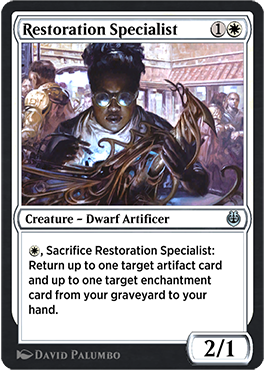 Restoration Specialist 1
Creature – Dwarf Artificer
, Sacrifice Restoration Specialist:
Return up to one target artifact card
and up to one target enchantment
card from your graveyard to your
hand.
DAVID PALUMBO
2/1